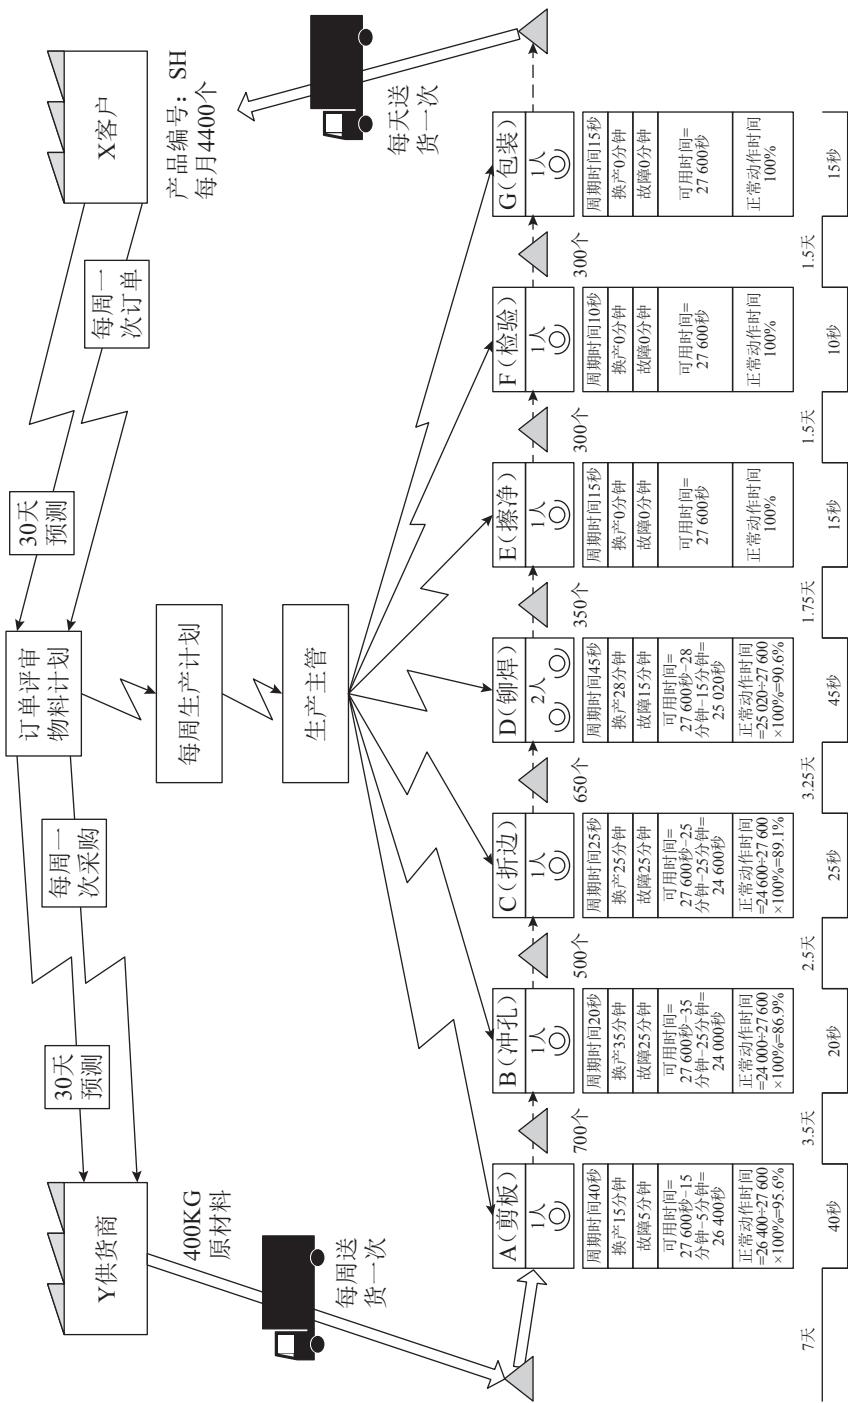 Y供货商
30天
预测
每周一
次采购
订单评审
物料计划
30天
预测
每周一
次订单
X客户
产品编号：SH
每月4400个
每周生产计划
生产主管
400KG
原材料
每周送
货一次
每天送
货一次
A（剪板）
1人
周期时间40秒
换产15分钟
故障5分钟
可用时间=
27 600秒−15
分钟−5分钟=
26 400秒
正常动作时间
=26 400÷27 600
×100%=95.6%
700个
B（冲孔）
1人
周期时间20秒
换产35分钟
故障25分钟
可用时间=
27 600秒−35
分钟−25分钟=
24 000秒
正常动作时间
=24 000÷27 600
×100%=86.9%
500个
C（折边）
1人
周期时间25秒
换产25分钟
故障25分钟
可用时间=
27 600秒−25
分钟−25分钟=
24 600秒
正常动作时间
=24 600÷27 600
×100%=89.1%
650个
D（铆焊）
2人
周期时间45秒
换产28分钟
故障15分钟
可用时间=
27 600秒−28
分钟−15分钟=
25 020秒
正常动作时间
=25 020÷27 600
×100%=90.6%
350个
E（擦净）
1人
周期时间15秒
换产0分钟
故障0分钟
可用时间=
27 600秒
正常动作时间
100%
300个
F（检验）
1人
周期时间10秒
换产0分钟
故障0分钟
可用时间=
27 600秒
正常动作时间
100%
300个
G（包装）
1人
周期时间15秒
换产0分钟
故障0分钟
可用时间=
27 600秒
正常动作时间
100%
7天
40秒
3.5天
20秒
2.5天
25秒
3.25天
45秒
1.75天
15秒
1.5天
10秒
1.5天
15秒